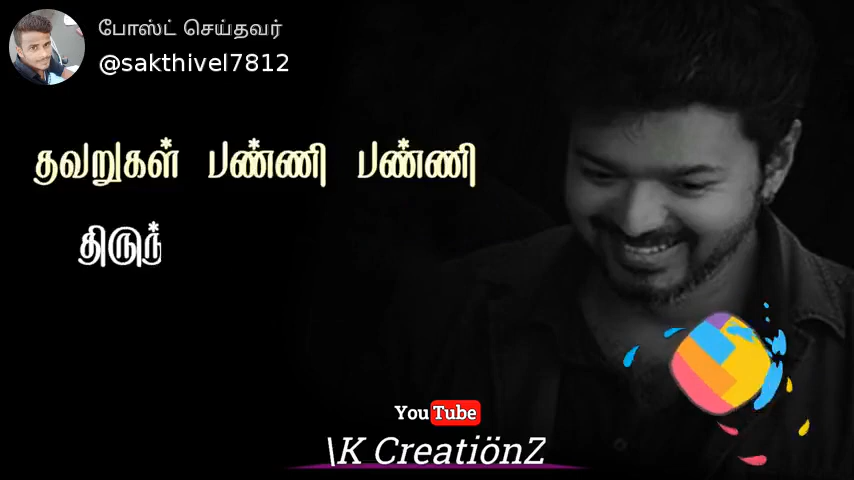 போஸ்ட் செய்தவர்
@sakthivel7812
தவறுகள் பண்ணி பண்ணி
திருந்
YouTube
\K CreatiönZ